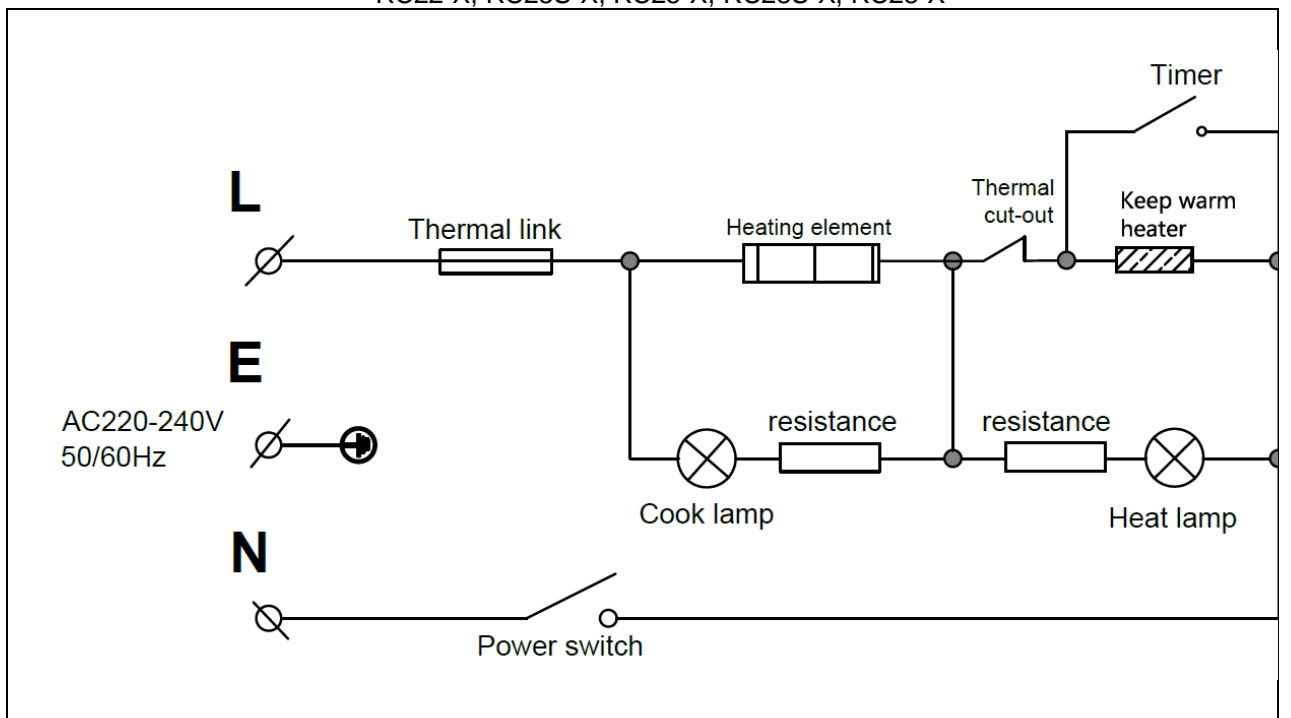 Timer
L
Thermal
cut-out
Keep warm
heater
Thermal link
Heating element
E
AC220-240V
50/60Hz
resistance
resistance
Cook lamp
Heat lamp
N
Power switch